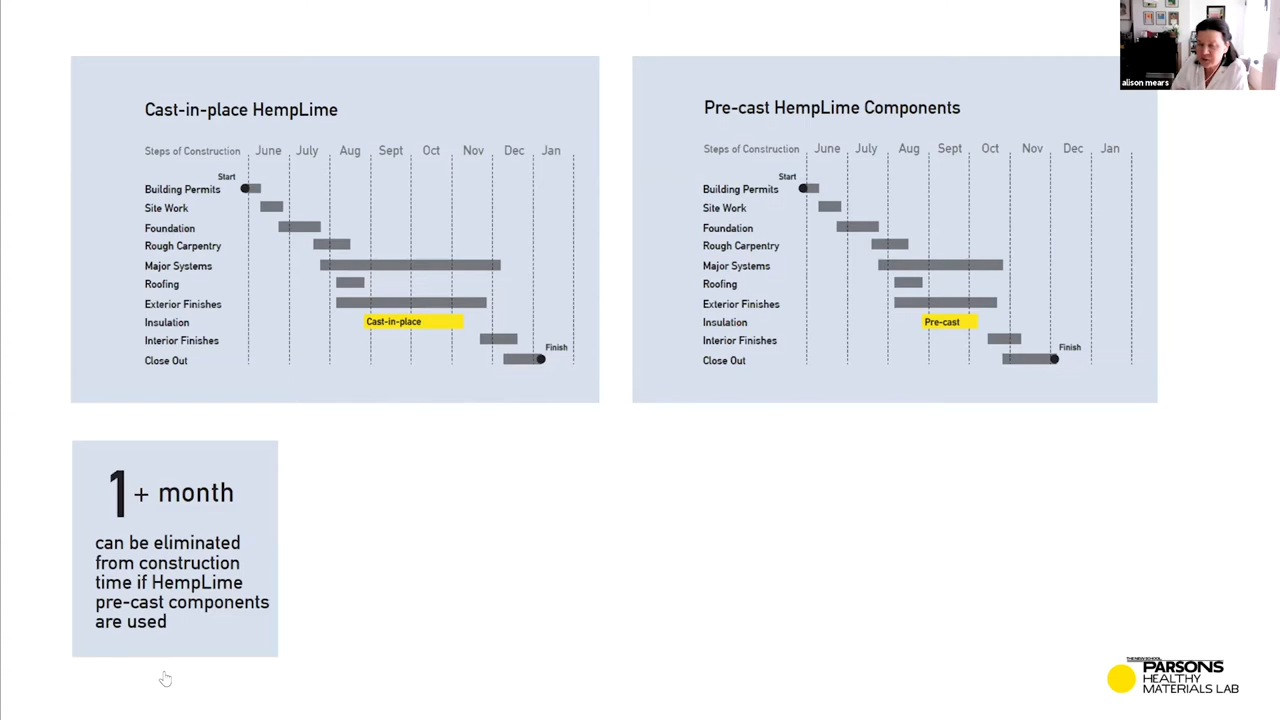 alison mears
Cast-in-place HempLime
Steps of Construction June July Aug Sept Oct Nov Dec Jan
Start
Building Permits
Site Work
Foundation
Rough Carpentry
Major Systems
Roofing
Exterior Finishes
Insulation Cast-in-place
Interior Finishes
Finish
Close Out
Pre-cast HempLime Components
Steps of Construction June July Aug Sept Oct Nov Dec Jan
Start
Building Permits
Site Work
Foundation
Rough Carpentry
Major Systems
Roofing
Exterior Finishes
Insulation Pre-cast
Interior Finishes
Finish
Close Out
1+ month
can be eliminated
from construction
time if HempLime
pre-cast components
are used
THE NEW SCHOOL
PARSONS
HEALTHY
MATERIALS LAB